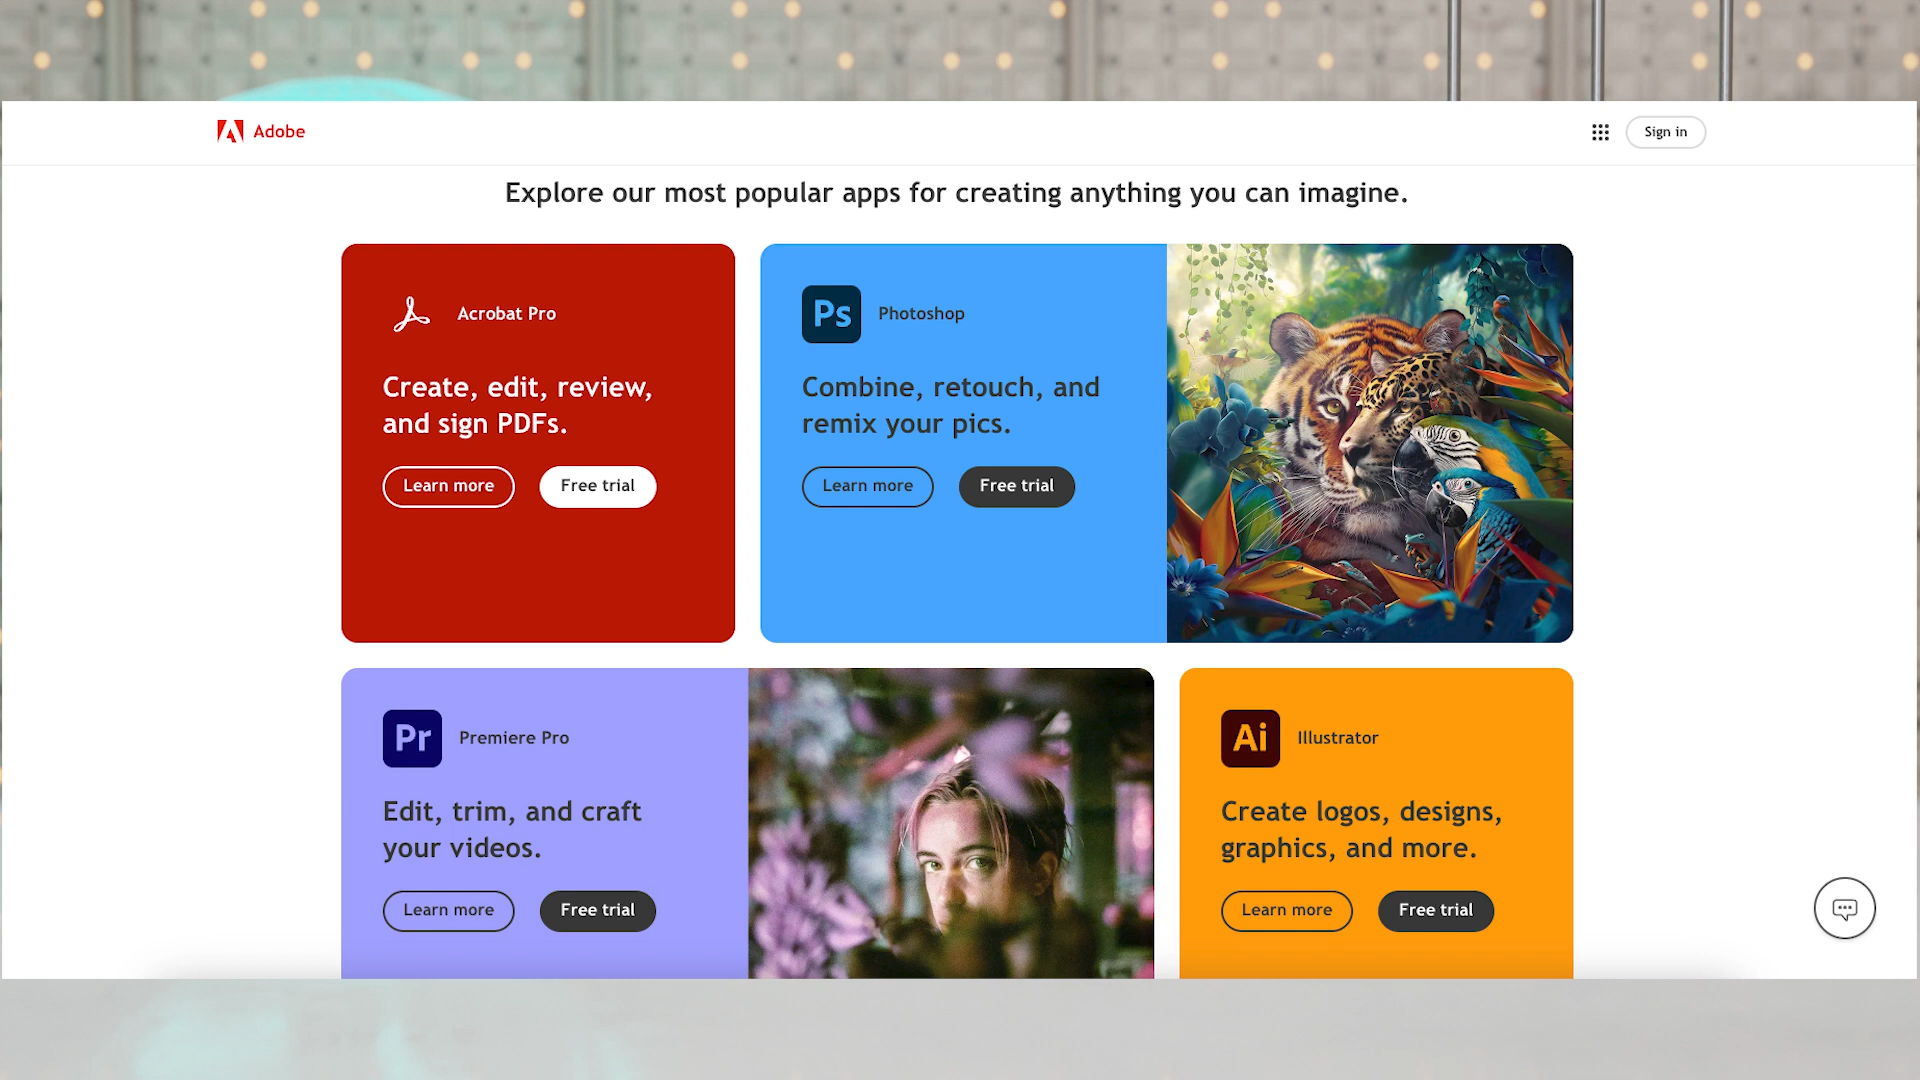 Adobe
Sign in
Explore our most popular apps for creating anything you can imagine.
Acrobat Pro
Create, edit, review,
and sign PDFs.
Learn more
Free trial
Ps
Photoshop
Combine, retouch, and
remix your pics.
Learn more
Free trial
Pr
Premiere Pro
Edit, trim, and craft
your videos.
Learn more
Free trial
Ai
Illustrator
Create logos, designs,
graphics, and more.
Learn more
Free trial